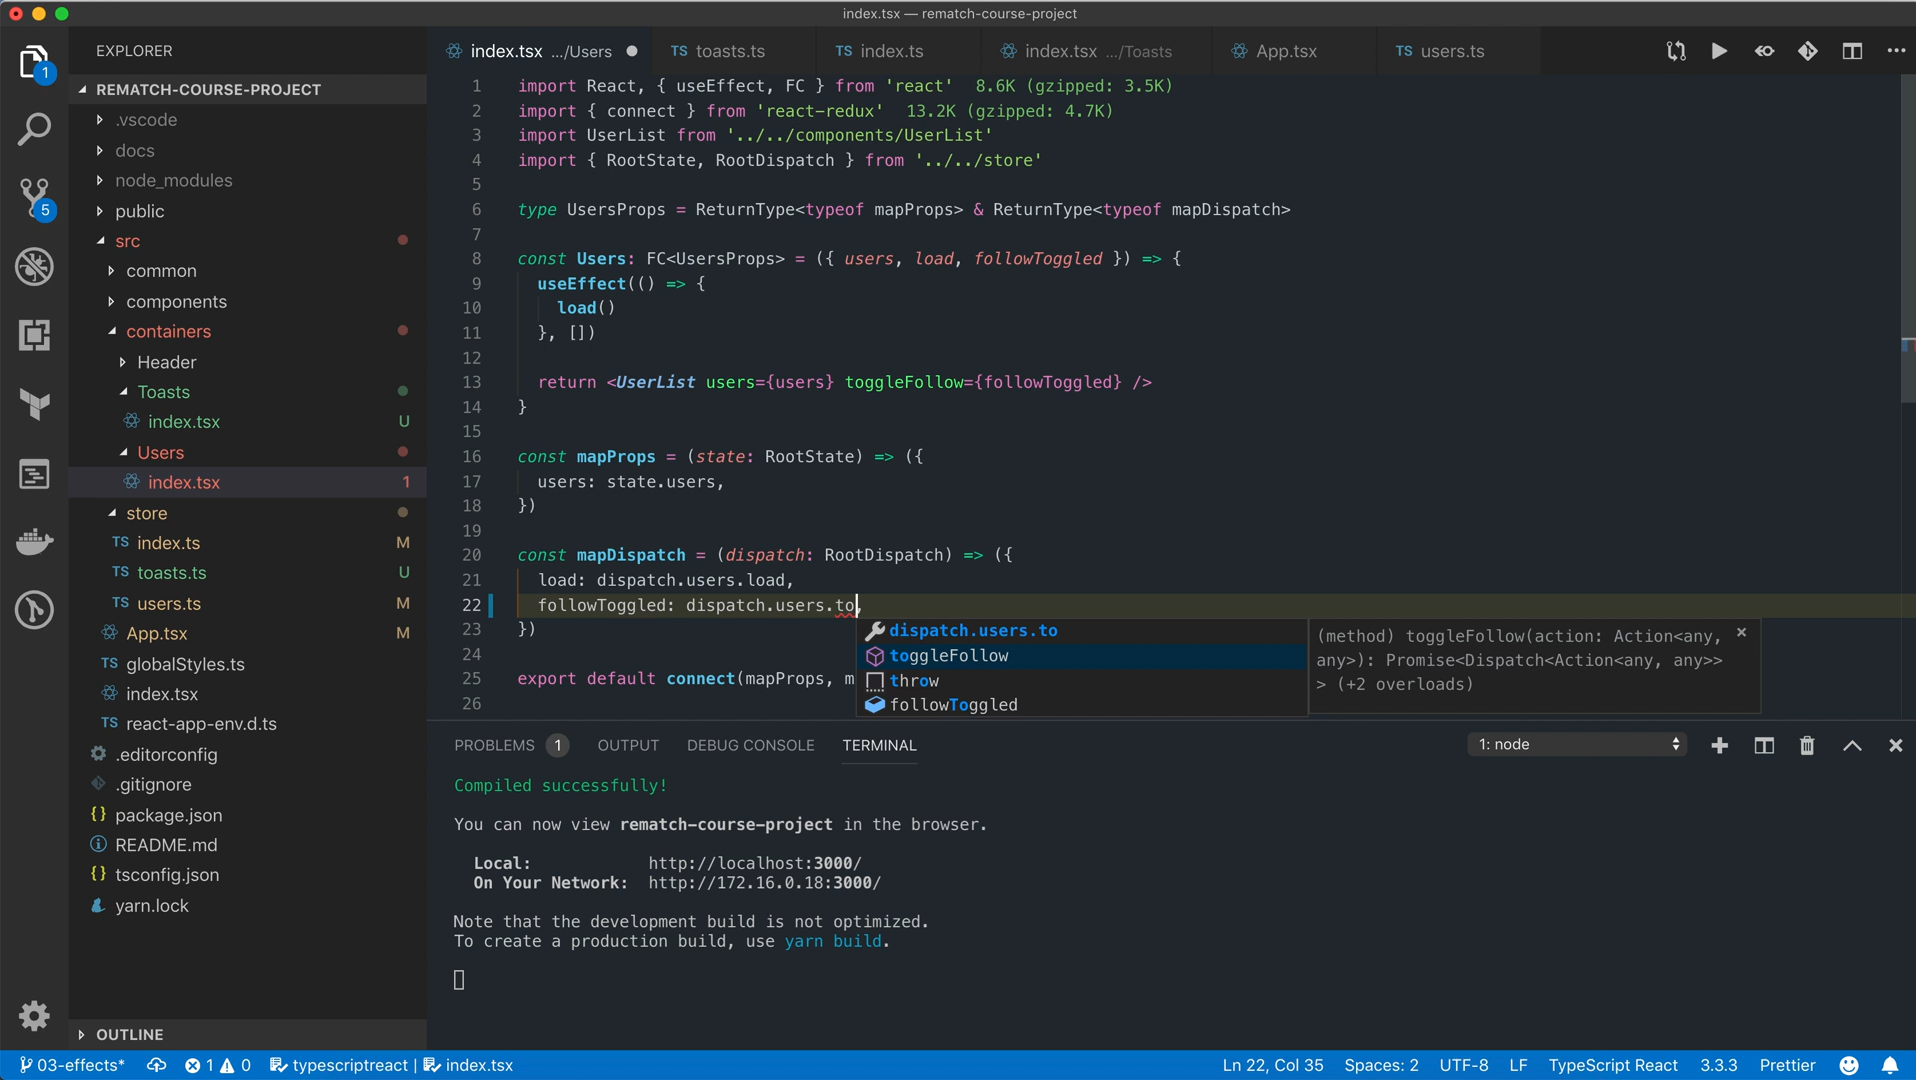 index.tsx — rematch-course-project
EXPLORER
1
5
REMATCH-COURSE-PROJECT
.vscode
docs
node_modules
public
src
common
components
containers
Header
Toasts
index.tsx U
Users
index.tsx 1
store
TS index.ts M
TS toasts.ts U
TS users.ts M
App.tsx M
TS globalStyles.ts
index.tsx
TS react-app-env.d.ts
.editorconfig
.gitignore
{} package.json
README.md
{} tsconfig.json
yarn.lock
OUTLINE
index.tsx .../Users
TS toasts.ts
TS index.ts
index.tsx .../Toasts
App.tsx
TS users.ts
1 import React, { useEffect, FC } from 'react' 8.6K (gzipped: 3.5K)
2 import { connect } from 'react-redux' 13.2K (gzipped: 4.7K)
3 import UserList from '../../components/UserList'
4 import { RootState, RootDispatch } from '../../store'
5
6 type UsersProps = ReturnType<typeof mapProps> & ReturnType<typeof mapDispatch>
7
8 const Users: FC<UsersProps> = ({ users, load, followToggled }) => {
9 useEffect(() => {
10 load()
11 }, [])
12
13 return <UserList users={users} toggleFollow={followToggled} />
14 }
15
16 const mapProps = (state: RootState) => ({
17 users: state.users,
18 })
19
20 const mapDispatch = (dispatch: RootDispatch) => ({
21 load: dispatch.users.load,
22 followToggled: dispatch.users.to,
23 })
24
25 export default connect(mapProps, m
26
dispatch.users.to
toggleFollow
throw
followToggled
(method) toggleFollow(action: Action<any,
any>): Promise<Dispatch<Action<any, any>>
> (+2 overloads)
PROBLEMS 1 OUTPUT DEBUG CONSOLE TERMINAL
1: node
Compiled successfully!
You can now view rematch-course-project in the browser.
Local: http://localhost:3000/
On Your Network: http://172.16.0.18:3000/
Note that the development build is not optimized.
To create a production build, use yarn build.
03-effects* 1 0 typescriptreact | index.tsx
Ln 22, Col 35 Spaces: 2 UTF-8 LF TypeScript React 3.3.3 Prettier